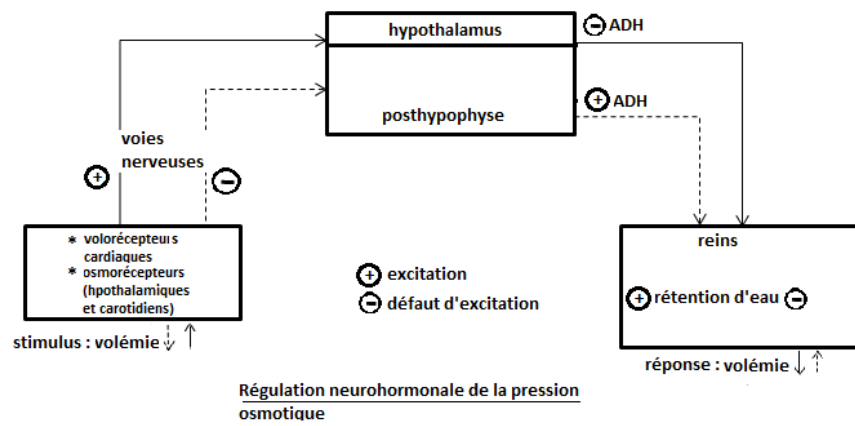 hypothalamus
⊖ ADH
posthypophyse
⊕ ADH
voies
nerveuses
⊕
⊖
* volorécepteurs
cardiaques
* osmorécepteurs
(hpothalamiques
et carotidiens)
stimulus : volémie ↓ ↑
⊕ excitation
⊖ défaut d'excitation
reins
⊕ rétention d'eau ⊖
réponse : volémie ↓ ↑
Régulation neurohormonale de la pression
osmotique